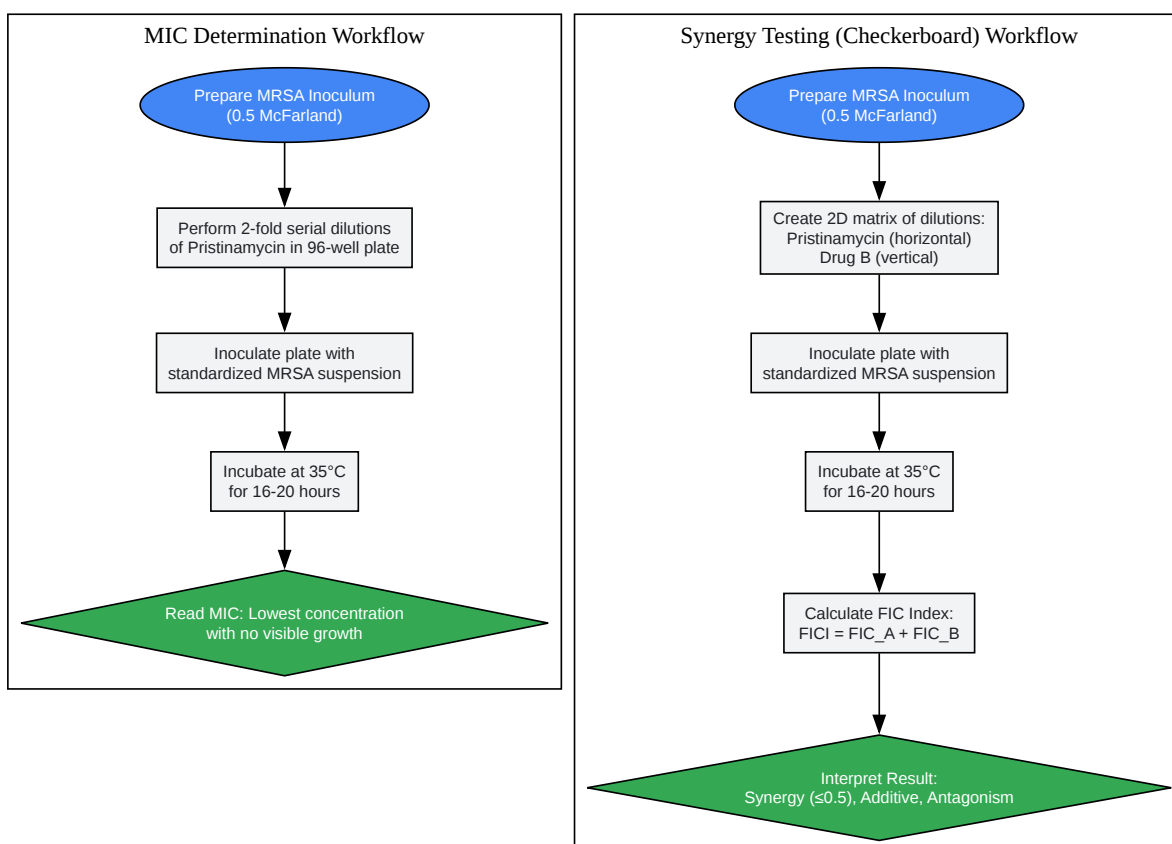 MIC Determination Workflow
Prepare MRSA Inoculum
(0.5 McFarland)
Perform 2-fold serial dilutions
of Pristinamycin in 96-well plate
Inoculate plate with
standardized MRSA suspension
Incubate at 35°C
for 16-20 hours
Read MIC: Lowest concentration
with no visible growth
Synergy Testing (Checkerboard) Workflow
Prepare MRSA Inoculum
(0.5 McFarland)
Create 2D matrix of dilutions:
Pristinamycin (horizontal)
Drug B (vertical)
Inoculate plate with
standardized MRSA suspension
Incubate at 35°C
for 16-20 hours
Calculate FIC Index:
FICI = FIC_A + FIC_B
Interpret Result:
Synergy (≤0.5), Additive, Antagonism